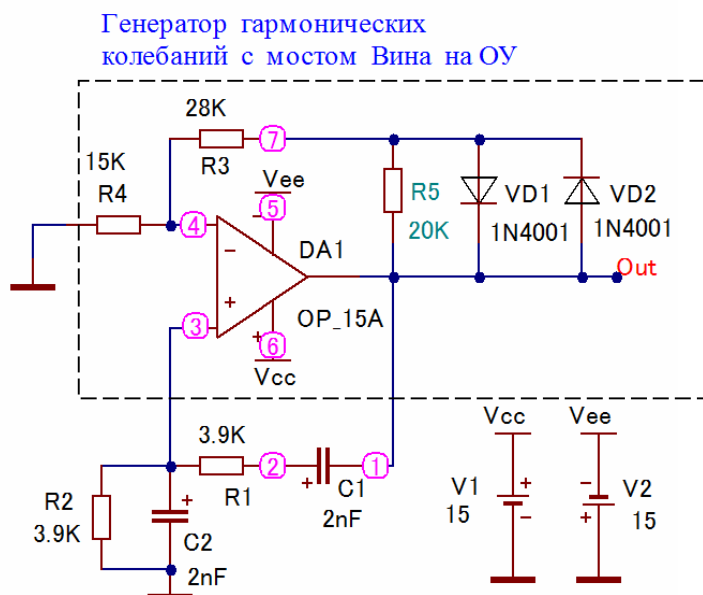 Генератор гармонических
колебаний с мостом Вина на ОУ
28K
R3
7
15K
R4
Vee
5
4
R5
20K
VD1
1N4001
VD2
1N4001
−
DA1
+
OP_15A
Out
3
6
+
Vcc
3.9K
R1
2
+
C1
2nF
1
R2
3.9K
+
C2
2nF
Vcc
Vee
V1
15
+
−
−
+
V2
15